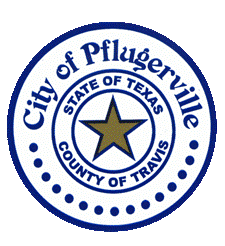 City of Pflugerville
STATE OF TEXAS
COUNTY OF TRAVIS